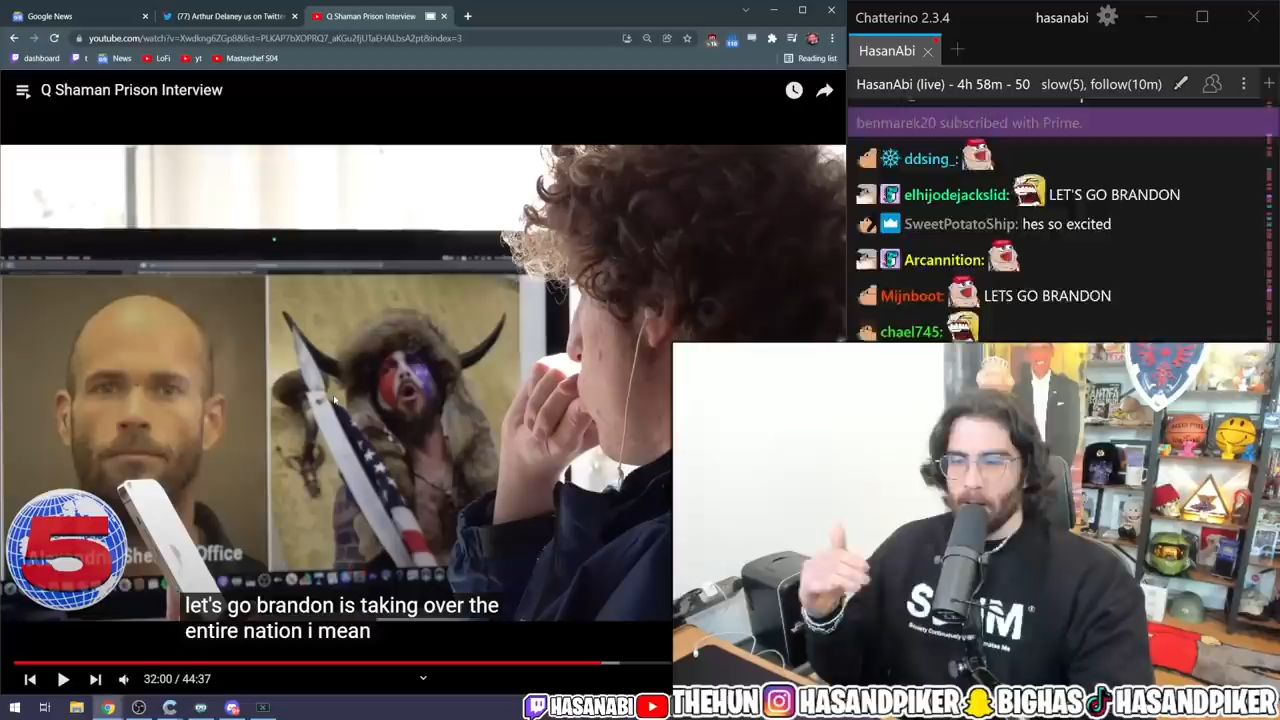 Google News
(77) Arthur Delaney us on Twitte
Q Shaman Prison Interview
youtube.com/watch?v=Xwdkng6ZGp8&list=PLKAP7bXOPRQ7_aKGu2fjUTaEHALbsA2pt&index=3
dashboard
t
News
LoFi
yt
Masterchef S04
Reading list
Q Shaman Prison Interview
5
let's go brandon is taking over the
entire nation i mean
32:00 / 44:37
Chatterino 2.3.4
hasanabi
HasanAbi
HasanAbi (live) - 4h 58m - 50 slow(5), follow(10m)
benmarek20 subscribed with Prime.
ddsing_:
elhijodejackslid: LET'S GO BRANDON
SweetPotatoShip: hes so excited
Arcannition:
Mijnboot: LETS GO BRANDON
chael745:
HASANABI THEHUN HASANDPIKER BIGHAS HASANDPIKER